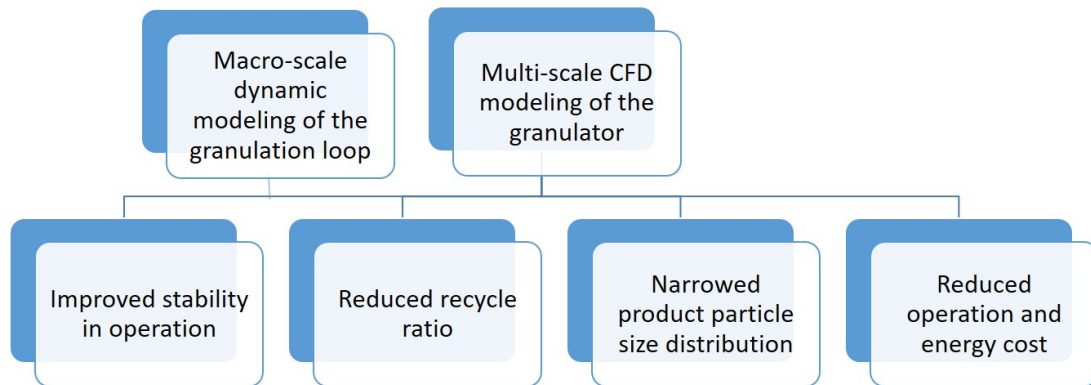 Macro-scale
dynamic
modeling of the
granulation loop
Multi-scale CFD
modeling of the
granulator
Improved stability
in operation
Reduced recycle
ratio
Narrowed
product particle
size distribution
Reduced
operation and
energy cost